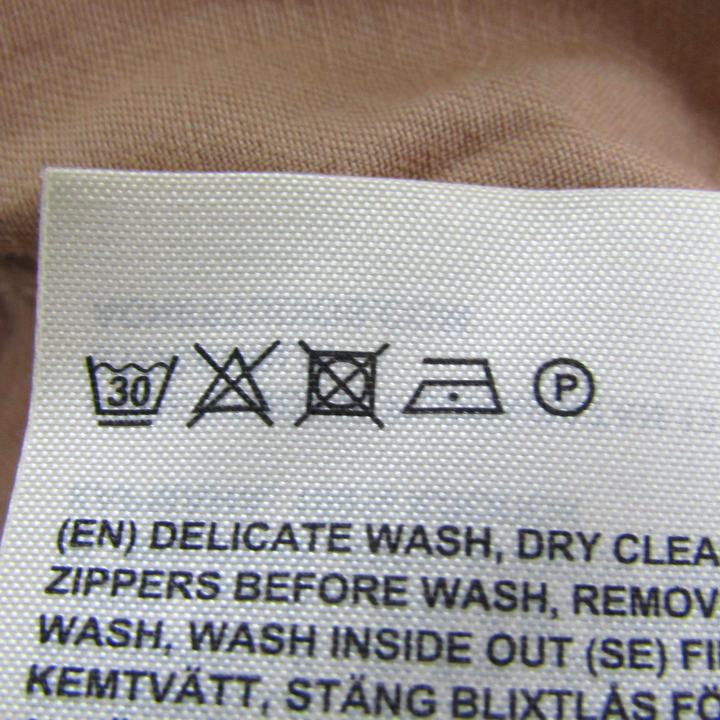 30 P
(EN) DELICATE WASH, DRY CLEA
ZIPPERS BEFORE WASH, REMOV
WASH, WASH INSIDE OUT (SE) FI
KEMTVÄTT, STÄNG BLIXTLÅS FÖ